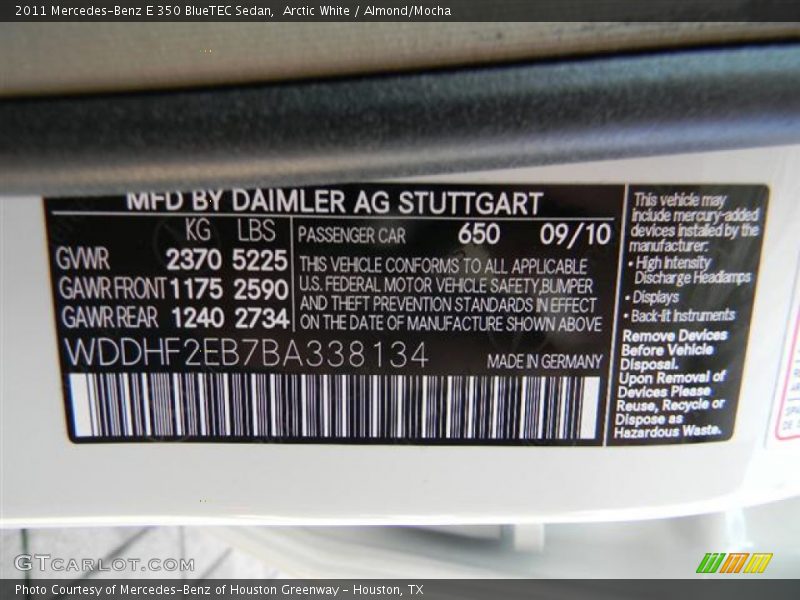 2011 Mercedes-Benz E 350 BlueTEC Sedan, Arctic White / Almond/Mocha
MFD BY DAIMLER AG STUTTGART
KG LBS
GVWR 2370 5225
GAWR FRONT 1175 2590
GAWR REAR 1240 2734
PASSENGER CAR 650 09/10
THIS VEHICLE CONFORMS TO ALL APPLICABLE
U.S. FEDERAL MOTOR VEHICLE SAFETY,BUMPER
AND THEFT PREVENTION STANDARDS IN EFFECT
ON THE DATE OF MANUFACTURE SHOWN ABOVE
WDDHF2EB7BA338134
MADE IN GERMANY
This vehicle may
include mercury-added
devices installed by the
manufacturer:
• High Intensity
Discharge Headlamps
• Displays
• Back-lit Instruments
Remove Devices
Before Vehicle
Disposal.
Upon Removal of
Devices Please
Reuse, Recycle or
Dispose as
Hazardous Waste.
GTCARLOT.COM
Photo Courtesy of Mercedes-Benz of Houston Greenway - Houston, TX